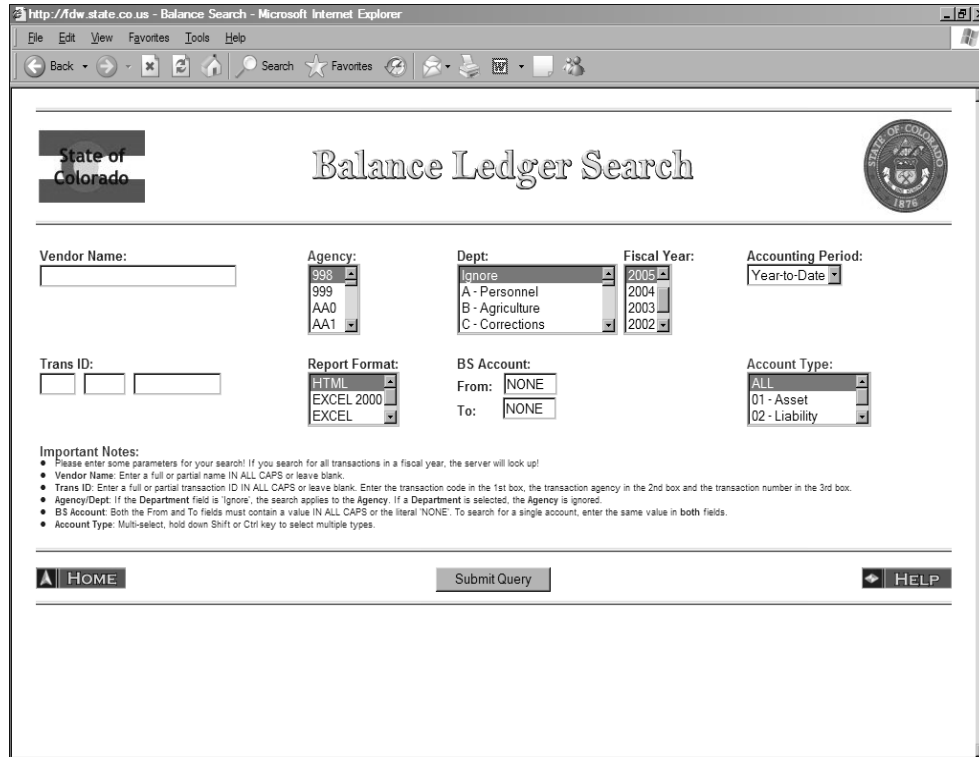 http://fdw.state.co.us - Balance Search - Microsoft Internet Explorer
File Edit View Favorites Tools Help
Back Search Favorites
State of
Colorado
Balance Ledger Search
STATE OF COLORADO
1876
Vendor Name: Agency: Dept: Fiscal Year: Accounting Period:
998 Ignore 2005 Year-to-Date
999 A - Personnel 2004
AA0 B - Agriculture 2003
AA1 C - Corrections 2002
Trans ID: Report Format: BS Account: Account Type:
HTML From: NONE ALL
EXCEL 2000 01 - Asset
EXCEL To: NONE 02 - Liability
Important Notes:
• Please enter some parameters for your search! If you search for all transactions in a fiscal year, the server will look up!
• Vendor Name: Enter a full or partial name IN ALL CAPS or leave blank.
• Trans ID: Enter a full or partial transaction ID IN ALL CAPS or leave blank. Enter the transaction code in the 1st box, the transaction agency in the 2nd box and the transaction number in the 3rd box.
• Agency/Dept: If the Department field is 'Ignore', the search applies to the Agency. If a Department is selected, the Agency is ignored.
• BS Account: Both the From and To fields must contain a value IN ALL CAPS or the literal 'NONE'. To search for a single account, enter the same value in both fields.
• Account Type: Multi-select, hold down Shift or Ctrl key to select multiple types.
HOME Submit Query HELP